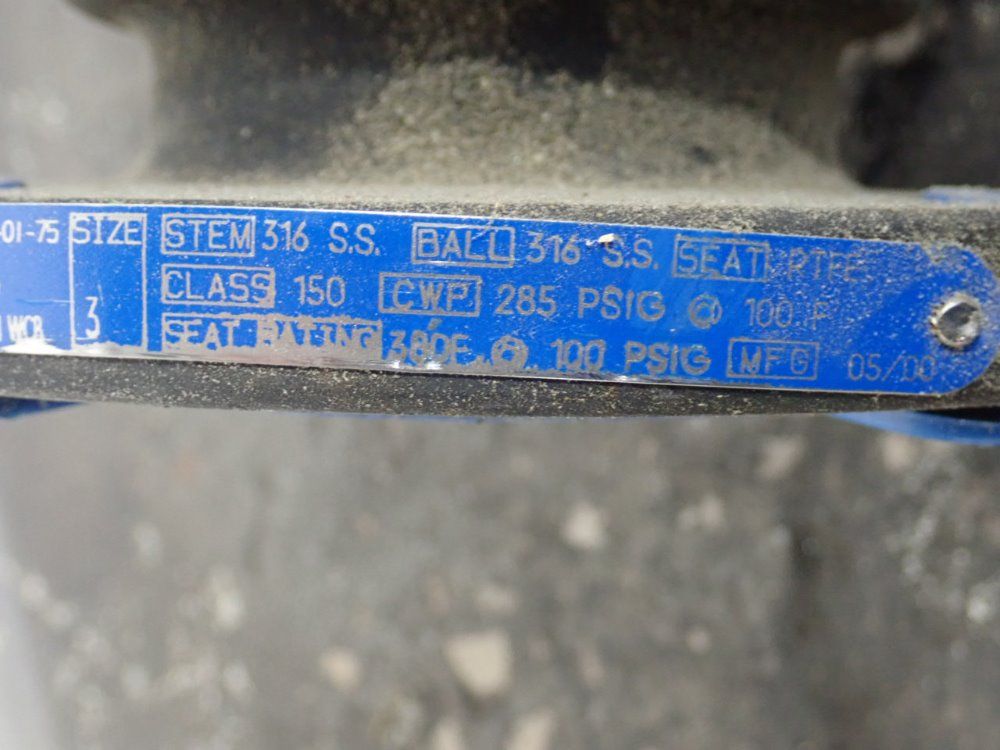 -01-75 SIZE STEM 316 S.S. BALL 316 S.S. SEAT RTFE
3 CLASS 150 CWP 285 PSIG @ 100 F
WCB SEAT RATING 380F @ 100 PSIG MFG 05/00